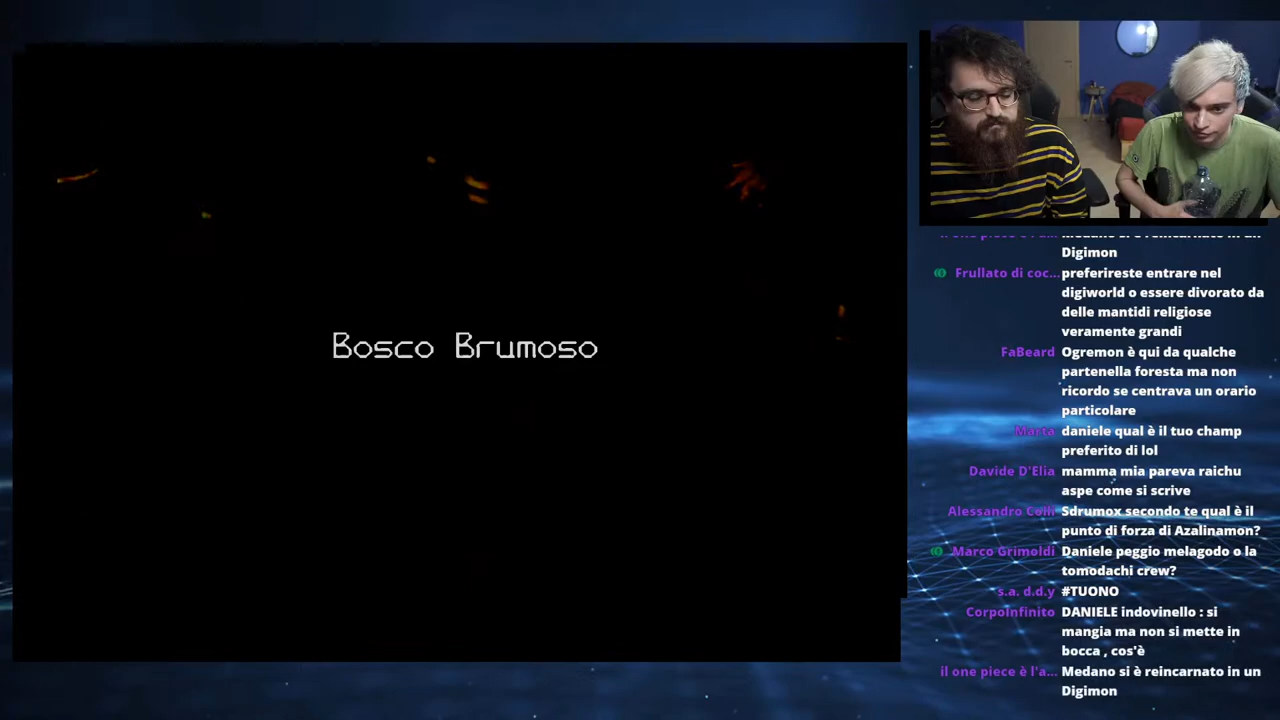 Bosco Brumoso
Digimon
Frullato di coc... preferireste entrare nel
digiworld o essere divorato da
delle mantidi religiose
veramente grandi
FaBeard Ogremon è qui da qualche
partenella foresta ma non
ricordo se centrava un orario
particolare
Marta daniele qual è il tuo champ
preferito di lol
Davide D'Elia mamma mia pareva raichu
aspe come si scrive
Alessandro Colli Sdrumox secondo te qual è il
punto di forza di Azalinamon?
Marco Grimoldi Daniele peggio melagodo o la
tomodachi crew?
s.a. d.d.y #TUONO
CorpoInfinito DANIELE indovinello : si
mangia ma non si mette in
bocca , cos'è
il one piece è l'a... Medano si è reincarnato in un
Digimon